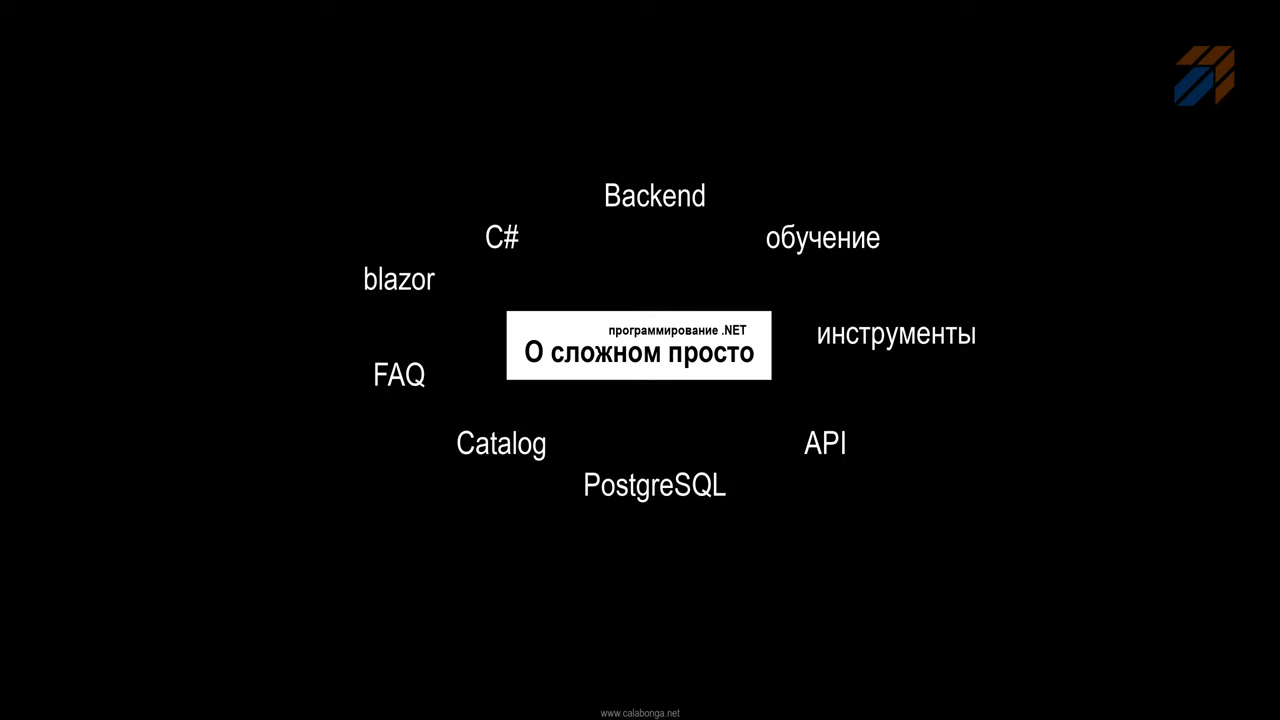 Backend
C#
обучение
blazor
программирование .NET
О сложном просто
инструменты
FAQ
Catalog
API
PostgreSQL
www.calabonga.net